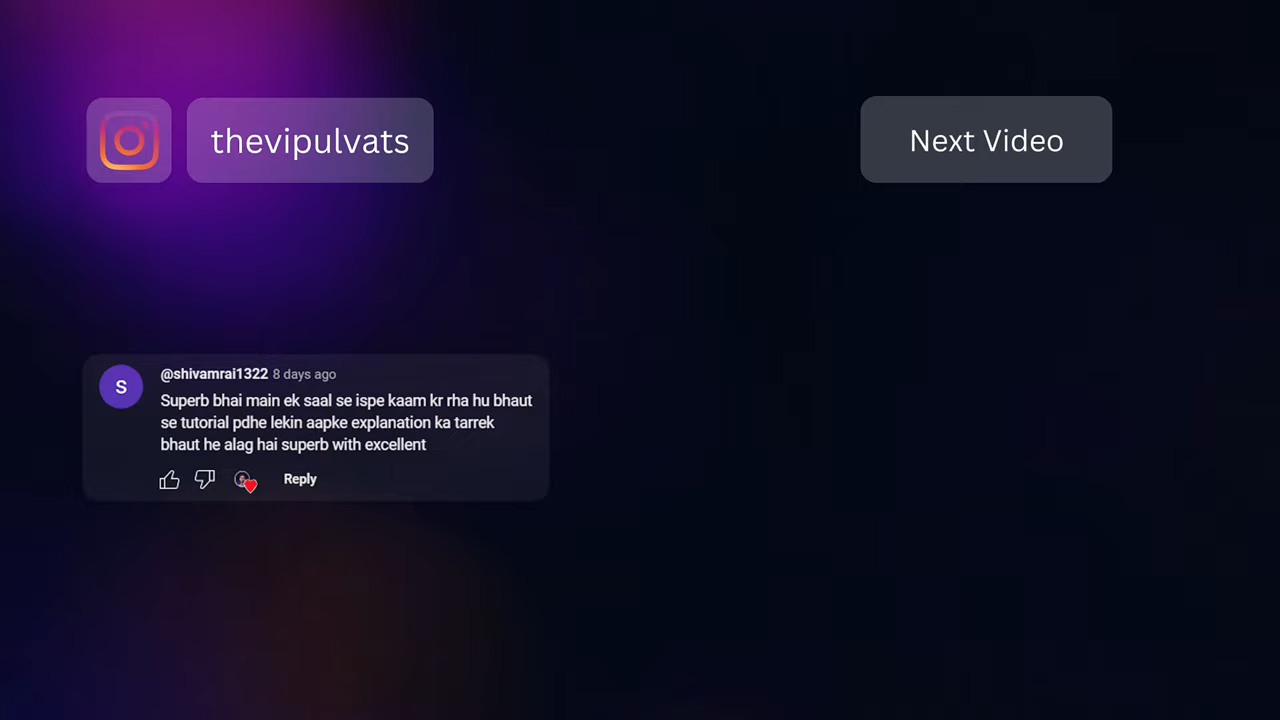 thevipulvats
Next Video
S
@shivamrai1322 8 days ago
Superb bhai main ek saal se ispe kaam kr rha hu bhaut
se tutorial pdhe lekin aapke explanation ka tarrek
bhaut he alag hai superb with excellent
Reply